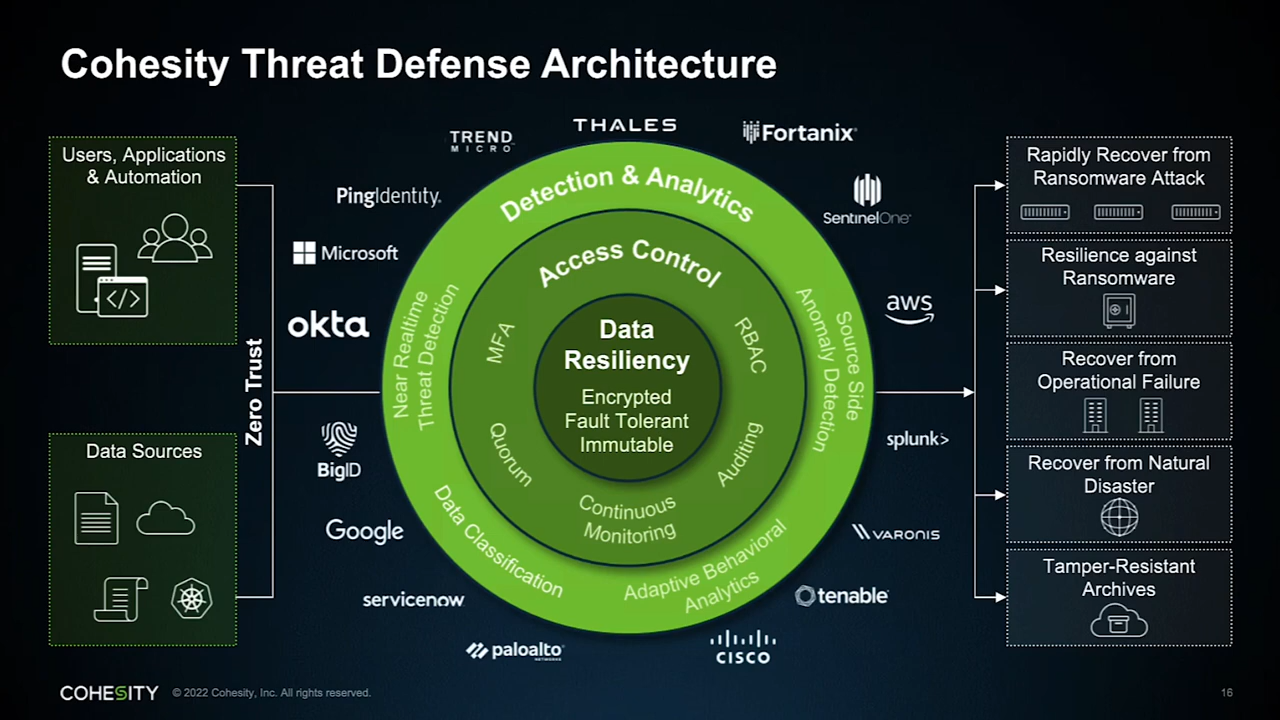 Cohesity Threat Defense Architecture
Users, Applications
& Automation
Data Sources
Zero Trust
TREND
MICRO
THALES
Fortanix
PingIdentity
SentinelOne
Microsoft
okta
aws
BigID
splunk>
Google
VARONIS
servicenow
tenable
paloalto
NETWORKS
CISCO
Detection & Analytics
Near Realtime
Threat Detection
Source Side
Anomaly Detection
Data Classification
Adaptive Behavioral
Analytics
Access Control
MFA
RBAC
Quorum
Auditing
Continuous
Monitoring
Data
Resiliency
Encrypted
Fault Tolerant
Immutable
Rapidly Recover from
Ransomware Attack
Resilience against
Ransomware
Recover from
Operational Failure
Recover from Natural
Disaster
Tamper-Resistant
Archives
COHESITY
© 2022 Cohesity, Inc. All rights reserved.
16